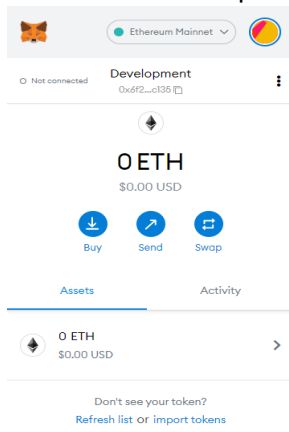 Ethereum Mainnet
Not connected
Development
0x6f2...c135
0 ETH
$0.00 USD
Buy Send Swap
Assets Activity
0 ETH
$0.00 USD
Don't see your token?
Refresh list or import tokens